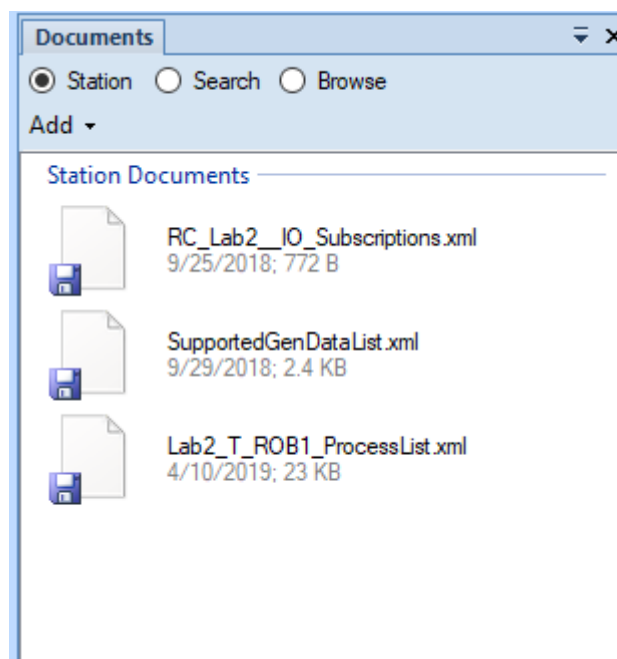 Documents
Station Search Browse
Add
Station Documents
RC_Lab2__IO_Subscriptions.xml
9/25/2018; 772 B
SupportedGenDataList.xml
9/29/2018; 2.4 KB
Lab2_T_ROB1_ProcessList.xml
4/10/2019; 23 KB